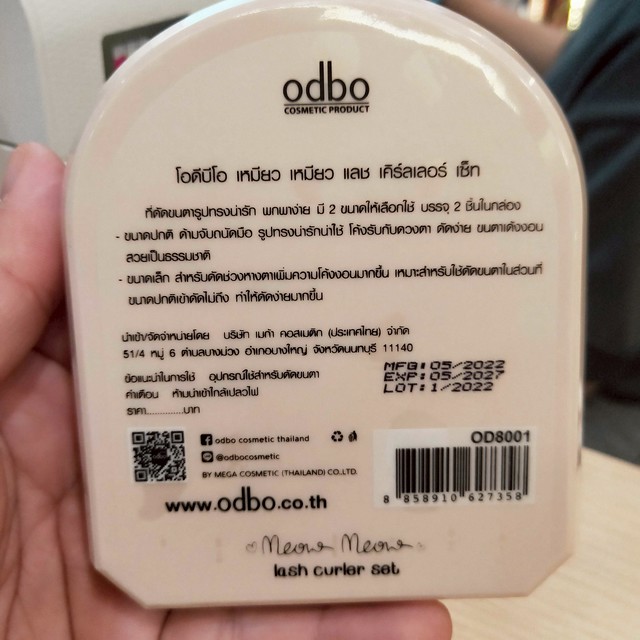 odbo
COSMETIC PRODUCT
โอดีบีโอ เหมียว เหมียว แลช เคิร์ลเลอร์ เซ็ท
ที่ดัดขนตารูปทรงน่ารัก พกพาง่าย มี 2 ขนาดให้เลือกใช้ บรรจุ 2 ชิ้นในกล่อง
- ขนาดปกติ ด้ามจับถนัดมือ รูปทรงน่ารักน่าใช้ โค้งรับกับดวงตา ดัดง่าย ขนตาเด้งงอน
สวยเป็นธรรมชาติ
- ขนาดเล็ก สำหรับดัดช่วงหางตาเพิ่มความโค้งงอนมากขึ้น เหมาะสำหรับใช้ดัดขนตาในส่วนที่
ขนาดปกติเข้าดัดไม่ถึง ทำให้ดัดง่ายมากขึ้น
นำเข้า/จัดจำหน่ายโดย บริษัท เมก้า คอสเมติก (ประเทศไทย) จำกัด
51/4 หมู่ 6 ตำบลบางม่วง อำเภอบางใหญ่ จังหวัดนนทบุรี 11140
ข้อแนะนำในการใช้ อุปกรณ์ใช้สำหรับดัดขนตา
คำเตือน ห้ามนำเข้าใกล้เปลวไฟ
ราคา.............บาท
MFG:05/2022
EXP:05/2027
LOT:1/2022
odbo cosmetic thailand
@odbocosmetic
BY MEGA COSMETIC (THAILAND) CO.,LTD.
www.odbo.co.th
OD8001
8 858910 627358
Meow Meow
lash curler set